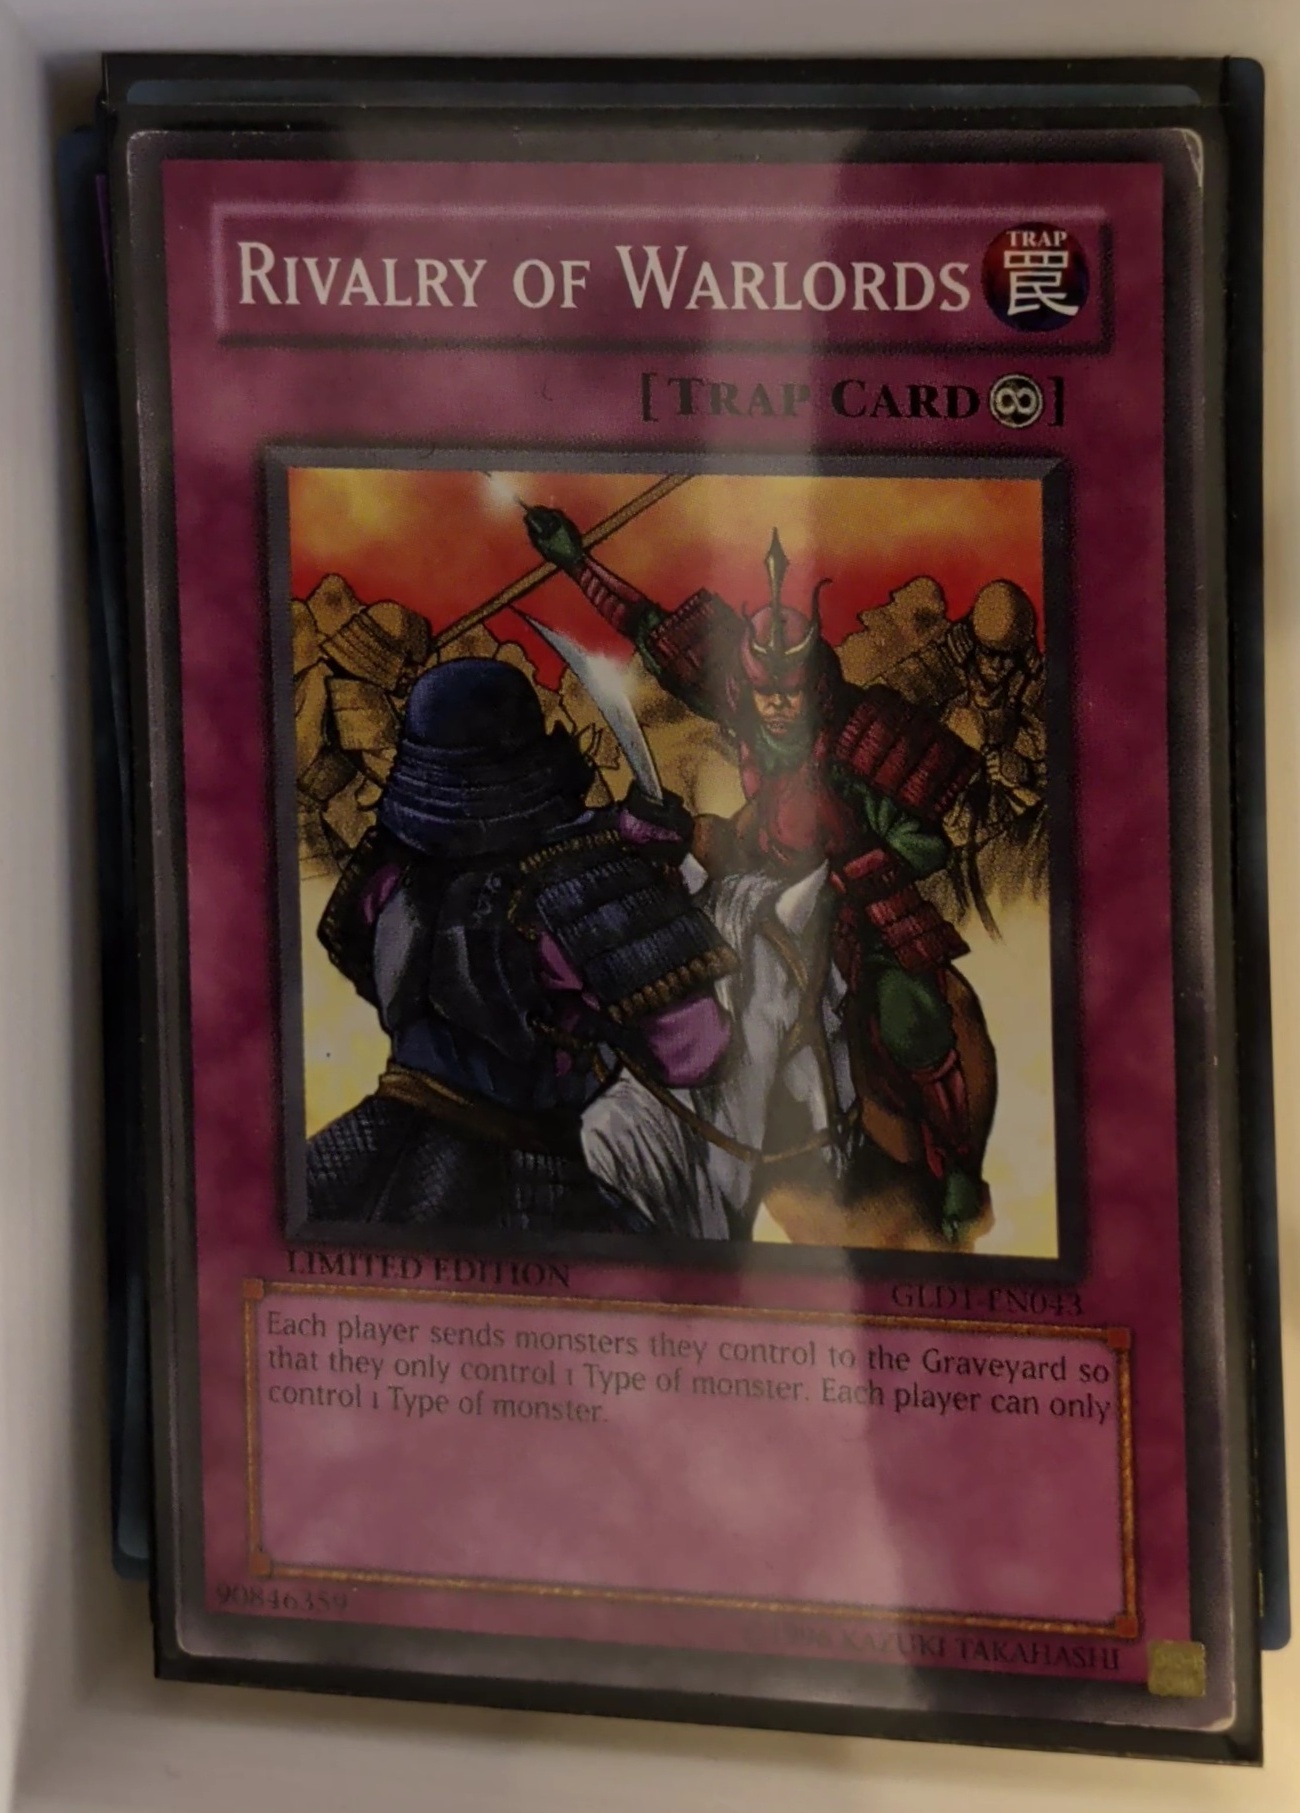 RIVALRY OF WARLORDS
TRAP
罠
[TRAP CARD∞]
LIMITED EDITION
GLD1-EN043
Each player sends monsters they control to the Graveyard so
that they only control 1 Type of monster. Each player can only
control 1 Type of monster.
90846359
© 1996 KAZUKI TAKAHASHI